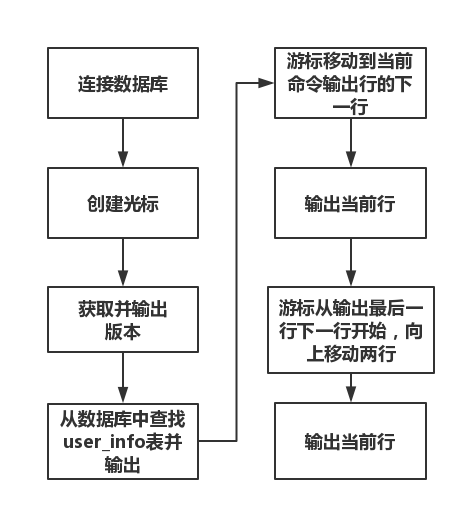 连接数据库
创建光标
获取并输出
版本
从数据库中查找
user_info表并
输出
游标移动到当前
命令输出行的下
一行
输出当前行
游标从输出最后一
行下一行开始，向
上移动两行
输出当前行